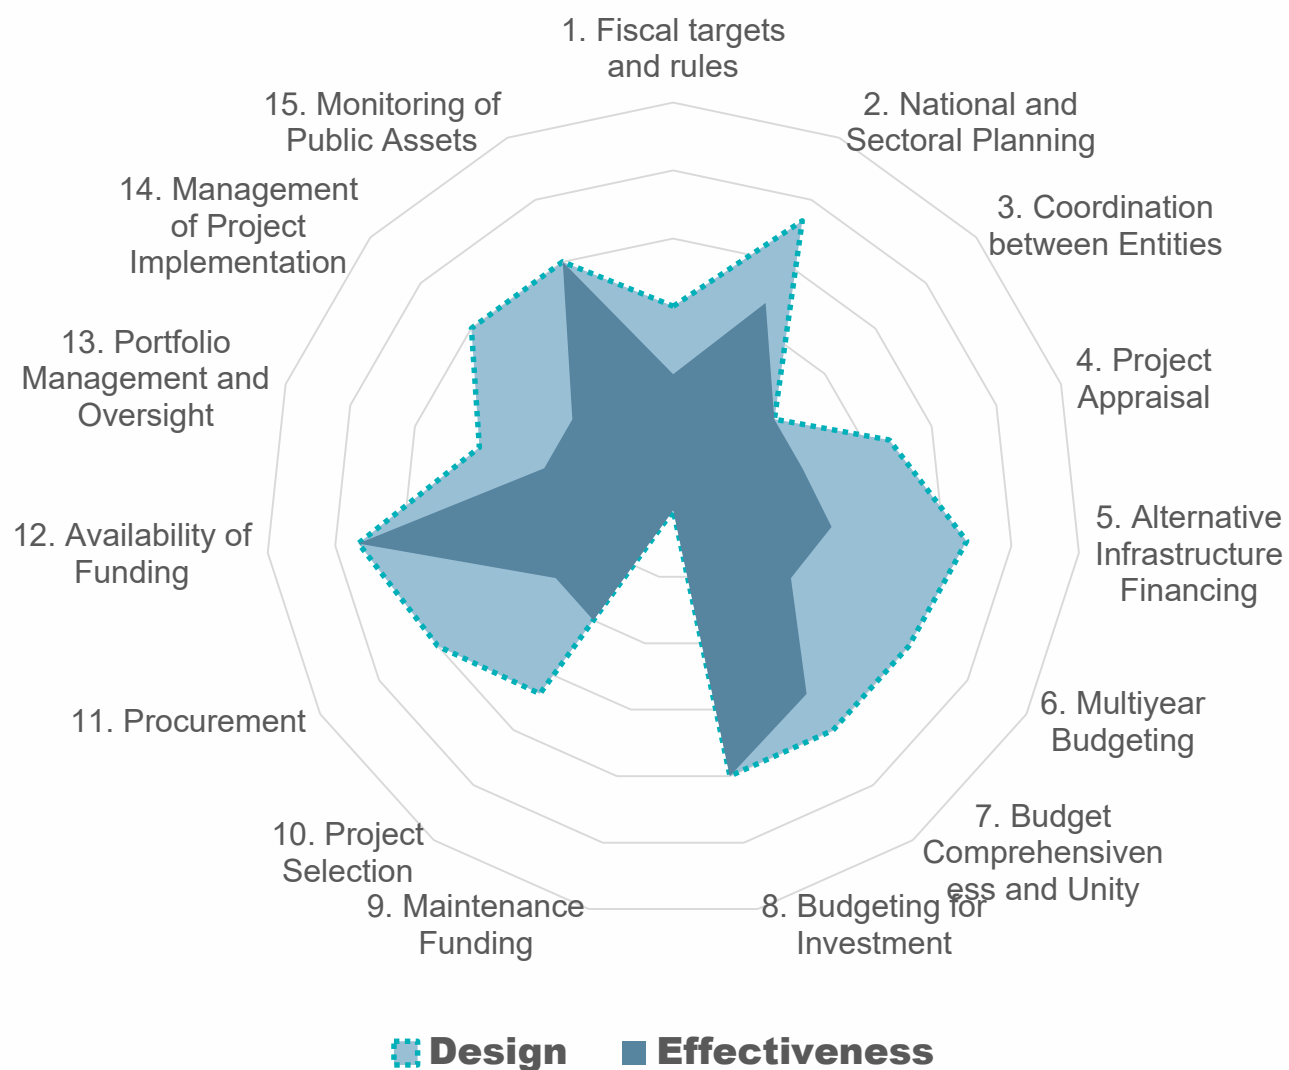 1. Fiscal targets
and rules
2. National and
Sectoral Planning
3. Coordination
between Entities
4. Project
Appraisal
5. Alternative
Infrastructure
Financing
6. Multiyear
Budgeting
7. Budget
Comprehensiven
ess and Unity
8. Budgeting for
Investment
9. Maintenance
Funding
10. Project
Selection
11. Procurement
12. Availability of
Funding
13. Portfolio
Management and
Oversight
14. Management
of Project
Implementation
15. Monitoring of
Public Assets
Design
Effectiveness